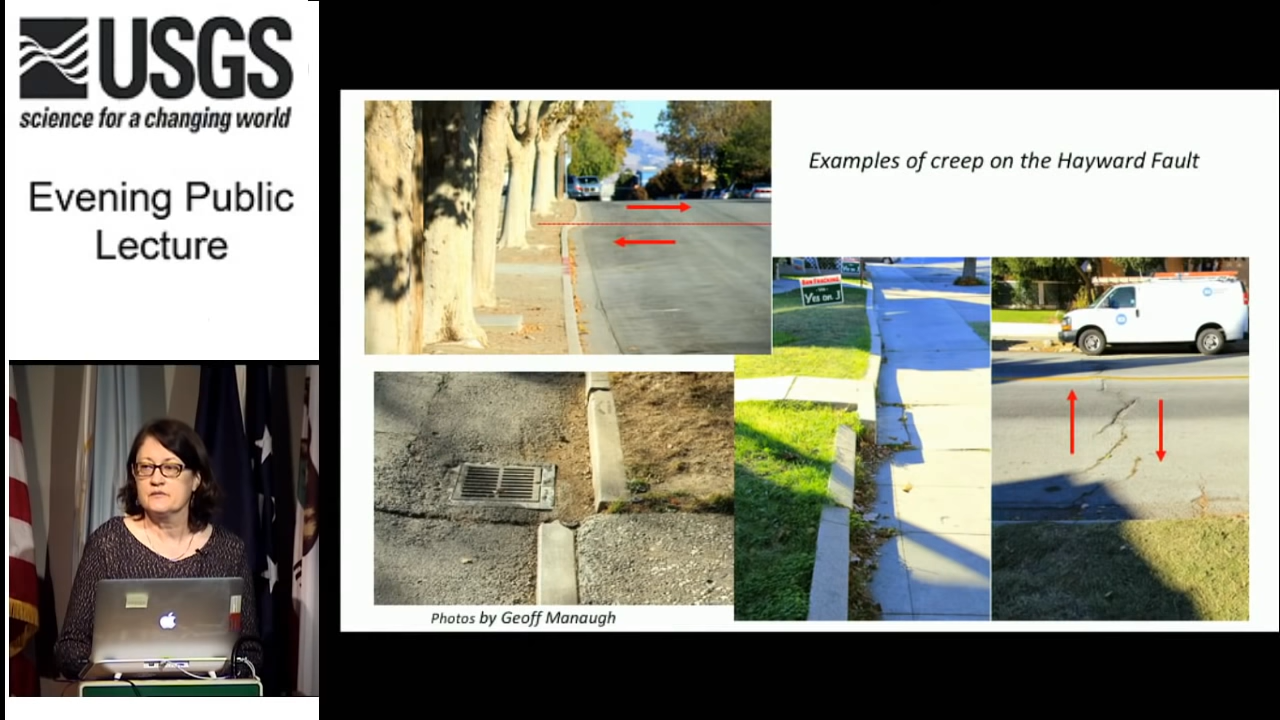 USGS
science for a changing world
Evening Public
Lecture
Examples of creep on the Hayward Fault
Yes on J
Photos by Geoff Manaugh